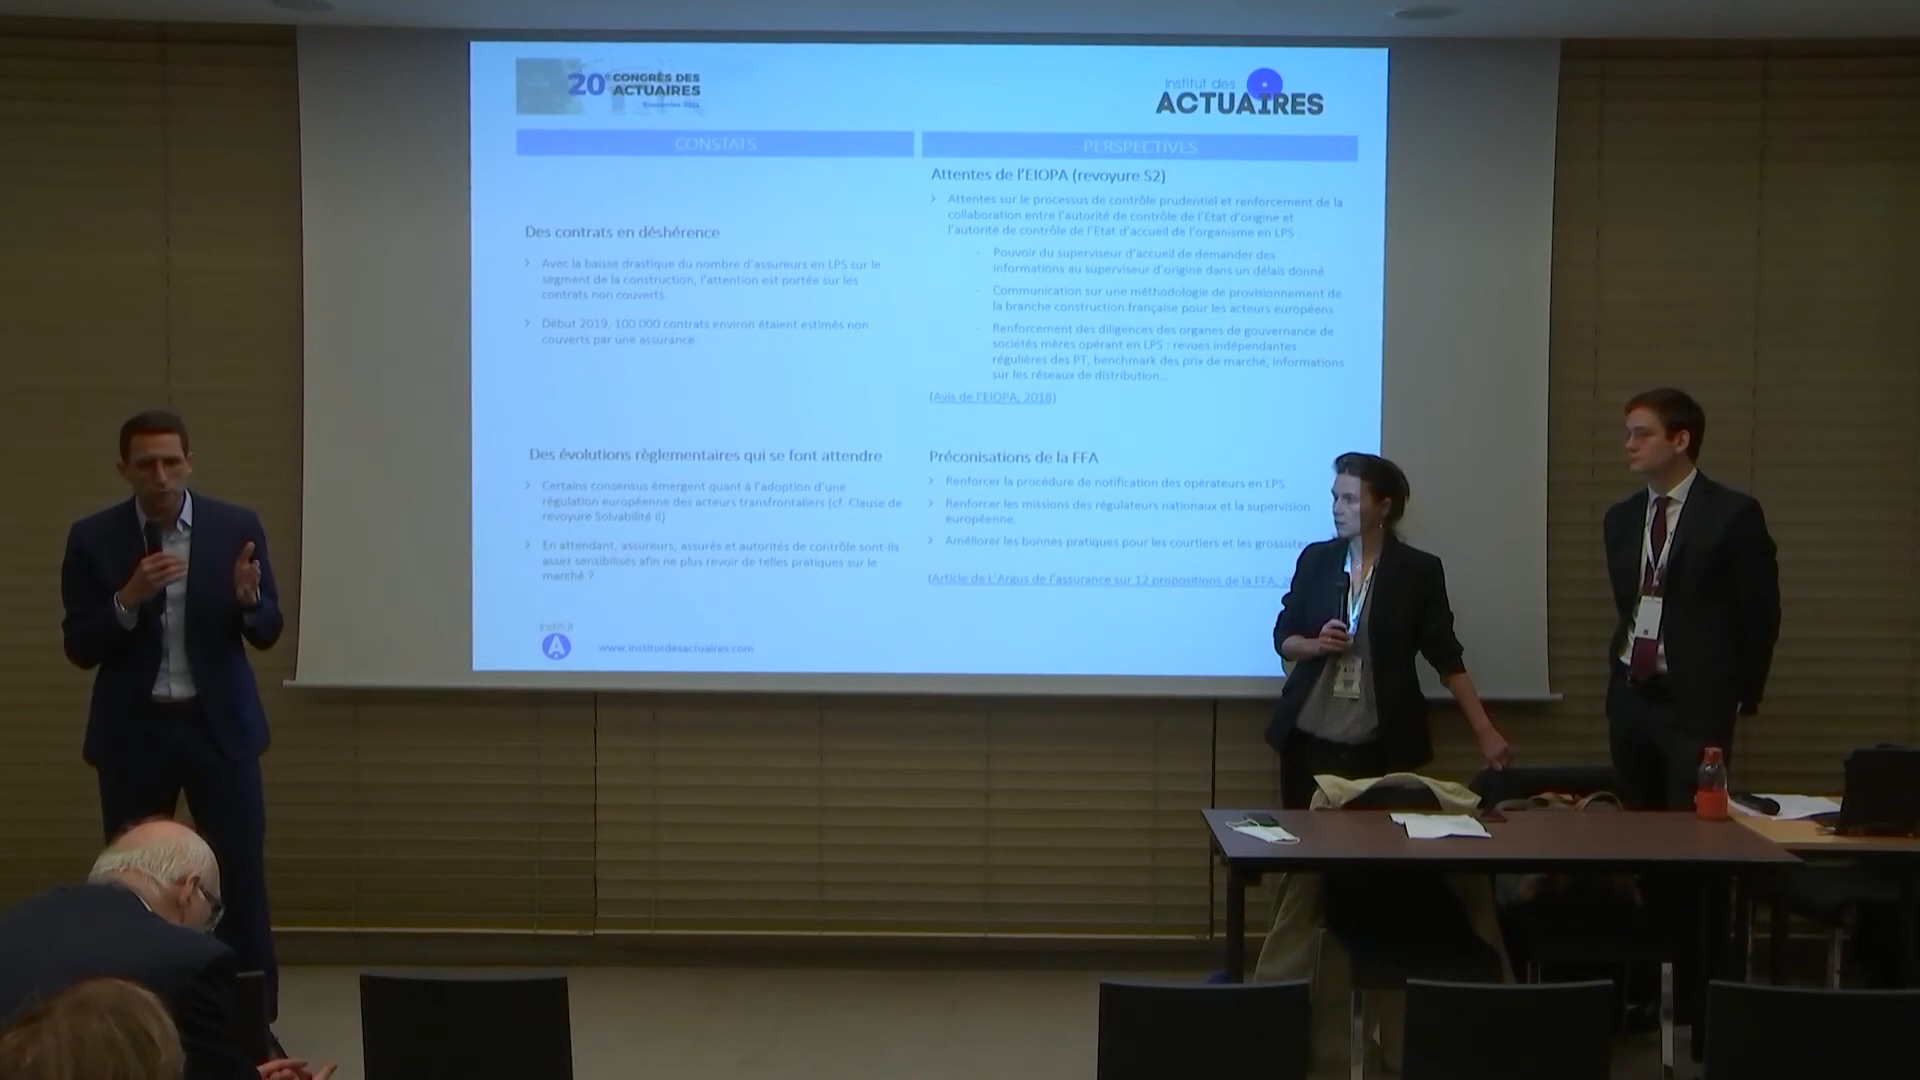 20e CONGRÈS DES
ACTUAIRES
Institut des
ACTUAIRES
CONSTATS
Des contrats en déshérence
> Avec la baisse drastique du nombre d'assureurs en LPS sur le
segment de la construction, l'attention est portée sur les
contrats non couverts.
> Début 2019, 100 000 contrats environ étaient estimés non
couverts par une assurance.
Des évolutions règlementaires qui se font attendre
> Certains consensus émergent quant à l'adoption d'une
régulation européenne des acteurs transfrontaliers (cf. Clause de
revoyure Solvabilité II)
> En attendant, assureurs, assurés et autorités de contrôle sont-ils
assez sensibilisés afin ne plus revoir de telles pratiques sur le
marché ?
PERSPECTIVES
Attentes de l'EIOPA (revoyure S2)
> Attentes sur le processus de contrôle prudentiel et renforcement de la
collaboration entre l'autorité de contrôle de l'Etat d'origine et
l'autorité de contrôle de l'Etat d'accueil de l'organisme en LPS :
- Pouvoir du superviseur d'accueil de demander des
informations au superviseur d'origine dans un délais donné
- Communication sur une méthodologie de provisionnement de
la branche construction française pour les acteurs européens
- Renforcement des diligences des organes de gouvernance de
sociétés mères opérant en LPS : revues indépendantes
régulières des PT, benchmark des prix de marché, informations
sur les réseaux de distribution...
(Avis de l'EIOPA, 2018)
Préconisations de la FFA
> Renforcer la procédure de notification des opérateurs en LPS.
> Renforcer les missions des régulateurs nationaux et la supervision
européenne.
> Améliorer les bonnes pratiques pour les courtiers et les grossistes
(Article de L'Argus de l'assurance sur 12 propositions de la FFA,
Institut
A
www.institutdesactuaires.com